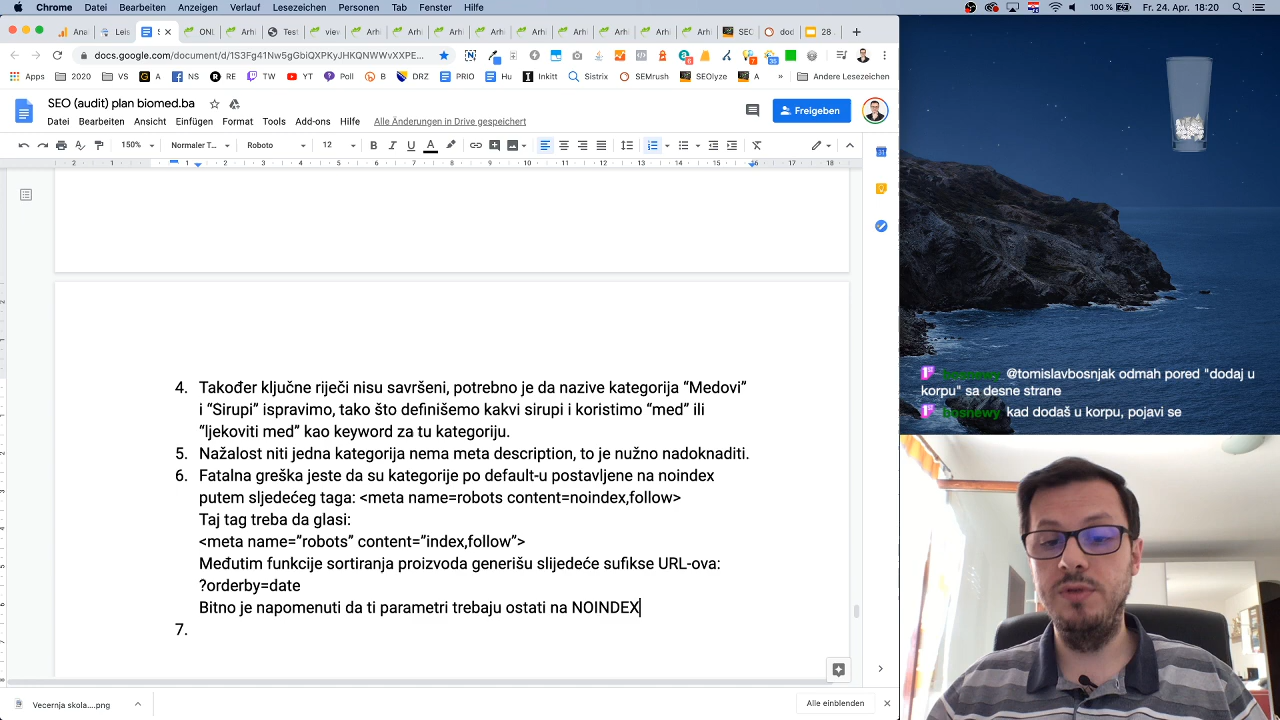 Chrome Datei Bearbeiten Anzeigen Verlauf Lesezeichen Personen Tab Fenster Hilfe
100 % Fr. 24. Apr. 18:20
docs.google.com/document/d/1S3Fg41Nw5gGbiQXPKyJHKQNWWvXXPE...
Apps 2020 VS A NS RE TW YT Poll B DRZ PRIO Hu Inkitt Sistrix SEMrush SEOlyze A » Andere Lesezeichen
SEO (audit) plan biomed.ba
Datei Bearbeiten Ansicht Einfügen Format Tools Add-ons Hilfe Alle Änderungen in Drive gespeichert
Freigeben
150% Normaler T... Roboto 12
4. Također ključne riječi nisu savršeni, potrebno je da nazive kategorija “Medovi”
i “Sirupi” ispravimo, tako što definišemo kakvi sirupi i koristimo “med” ili
“ljekoviti med” kao keyword za tu kategoriju.
5. Nažalost niti jedna kategorija nema meta description, to je nužno nadoknaditi.
6. Fatalna greška jeste da su kategorije po default-u postavljene na noindex
putem sljedećeg taga: <meta name=robots content=noindex,follow>
Taj tag treba da glasi:
<meta name=”robots” content=”index,follow”>
Međutim funkcije sortiranja proizvoda generišu slijedeće sufikse URL-ova:
?orderby=date
Bitno je napomenuti da ti parametri trebaju ostati na NOINDEX
7.
bosnewy @tomislavbosnjak odmah pored "dodaj u
korpu" sa desne strane
bosnewy kad dodaš u korpu, pojavi se
Vecernja skola....png
Alle einblenden